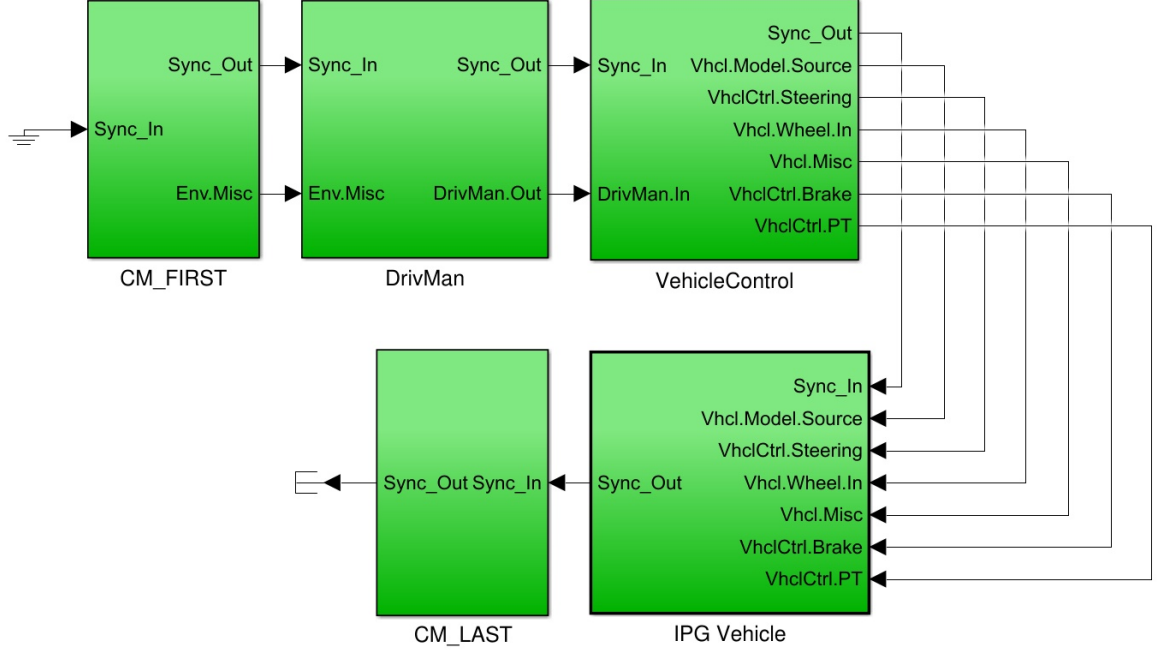 Sync_Out
Sync_In
Env.Misc
CM_FIRST
Sync_In
Sync_Out
Env.Misc
DrivMan.Out
DrivMan
Sync_Out
Sync_In
Vhcl.Model.Source
VhclCtrl.Steering
Vhcl.Wheel.In
Vhcl.Misc
DrivMan.In
VhclCtrl.Brake
VhclCtrl.PT
VehicleControl
Sync_Out
Sync_In
CM_LAST
Sync_In
Vhcl.Model.Source
VhclCtrl.Steering
Sync_Out
Vhcl.Wheel.In
Vhcl.Misc
VhclCtrl.Brake
VhclCtrl.PT
IPG Vehicle